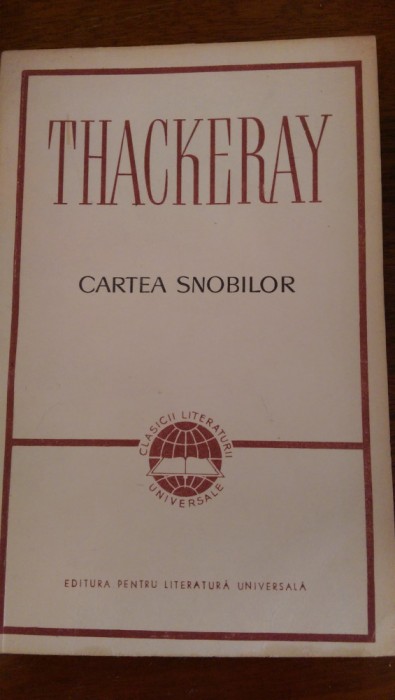 THACKERAY
CARTEA SNOBILOR
CLASICII LITERATURII
UNIVERSALE
EDITURA PENTRU LITERATURĂ UNIVERSALĂ